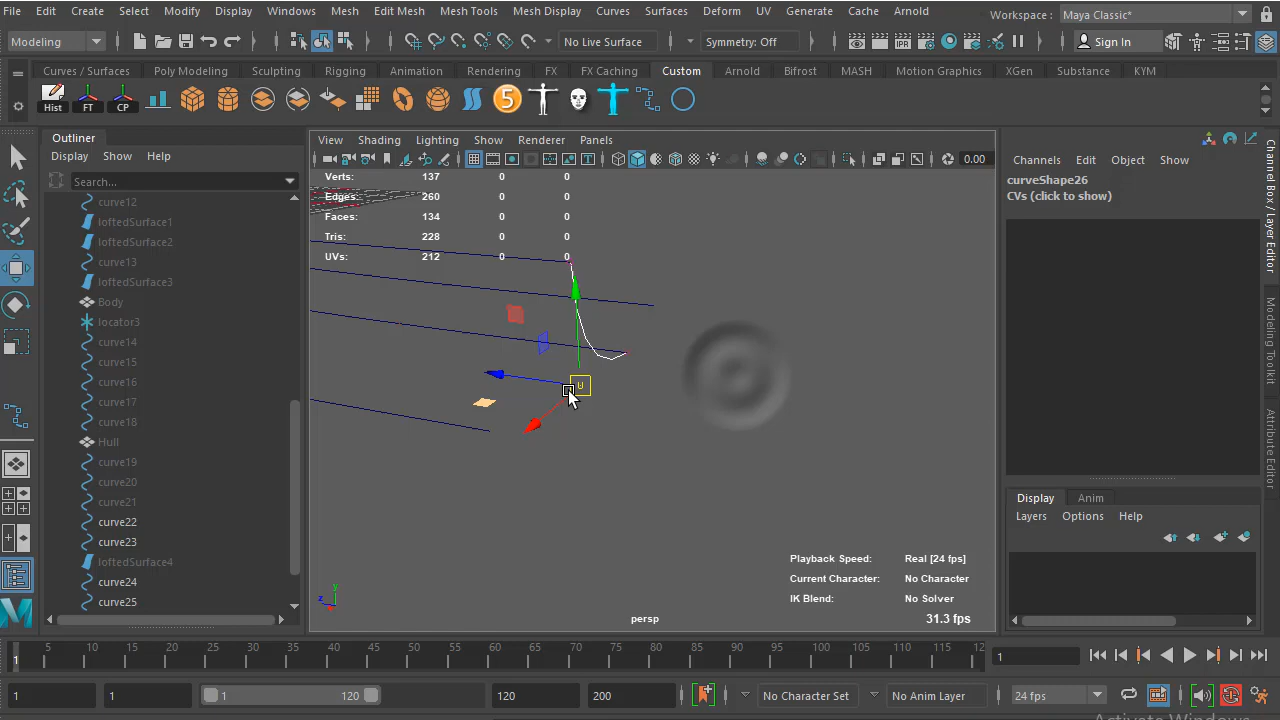 File Edit Create Select Modify Display Windows Mesh Edit Mesh Mesh Tools Mesh Display Curves Surfaces Deform UV Generate Cache Arnold Workspace: Maya Classic*
Modeling No Live Surface Symmetry: Off Sign In
Curves / Surfaces Poly Modeling Sculpting Rigging Animation Rendering FX FX Caching Custom Arnold Bifrost MASH Motion Graphics XGen Substance KYM
Hist FT CP 5
Outliner
Display Show Help
Search...
curve12
loftedSurface1
loftedSurface2
curve13
loftedSurface3
Body
locator3
curve14
curve15
curve16
curve17
curve18
Hull
curve19
curve20
curve21
curve22
curve23
loftedSurface4
curve24
curve25
View Shading Lighting Show Renderer Panels
0.00
Verts: 137 0 0
Edges: 260 0 0
Faces: 134 0 0
Tris: 228 0 0
UVs: 212 0 0
U
y
z
Playback Speed: Real [24 fps]
Current Character: No Character
IK Blend: No Solver
persp
31.3 fps
Channels Edit Object Show
curveShape26
CVs (click to show)
Channel Box / Layer Editor
Modeling Toolkit
Attribute Editor
Display Anim
Layers Options Help
1 5 10 15 20 25 30 35 40 45 50 55 60 65 70 75 80 85 90 95 100 105 110 115 12
1
1 1 1 120 120 200 No Character Set No Anim Layer 24 fps